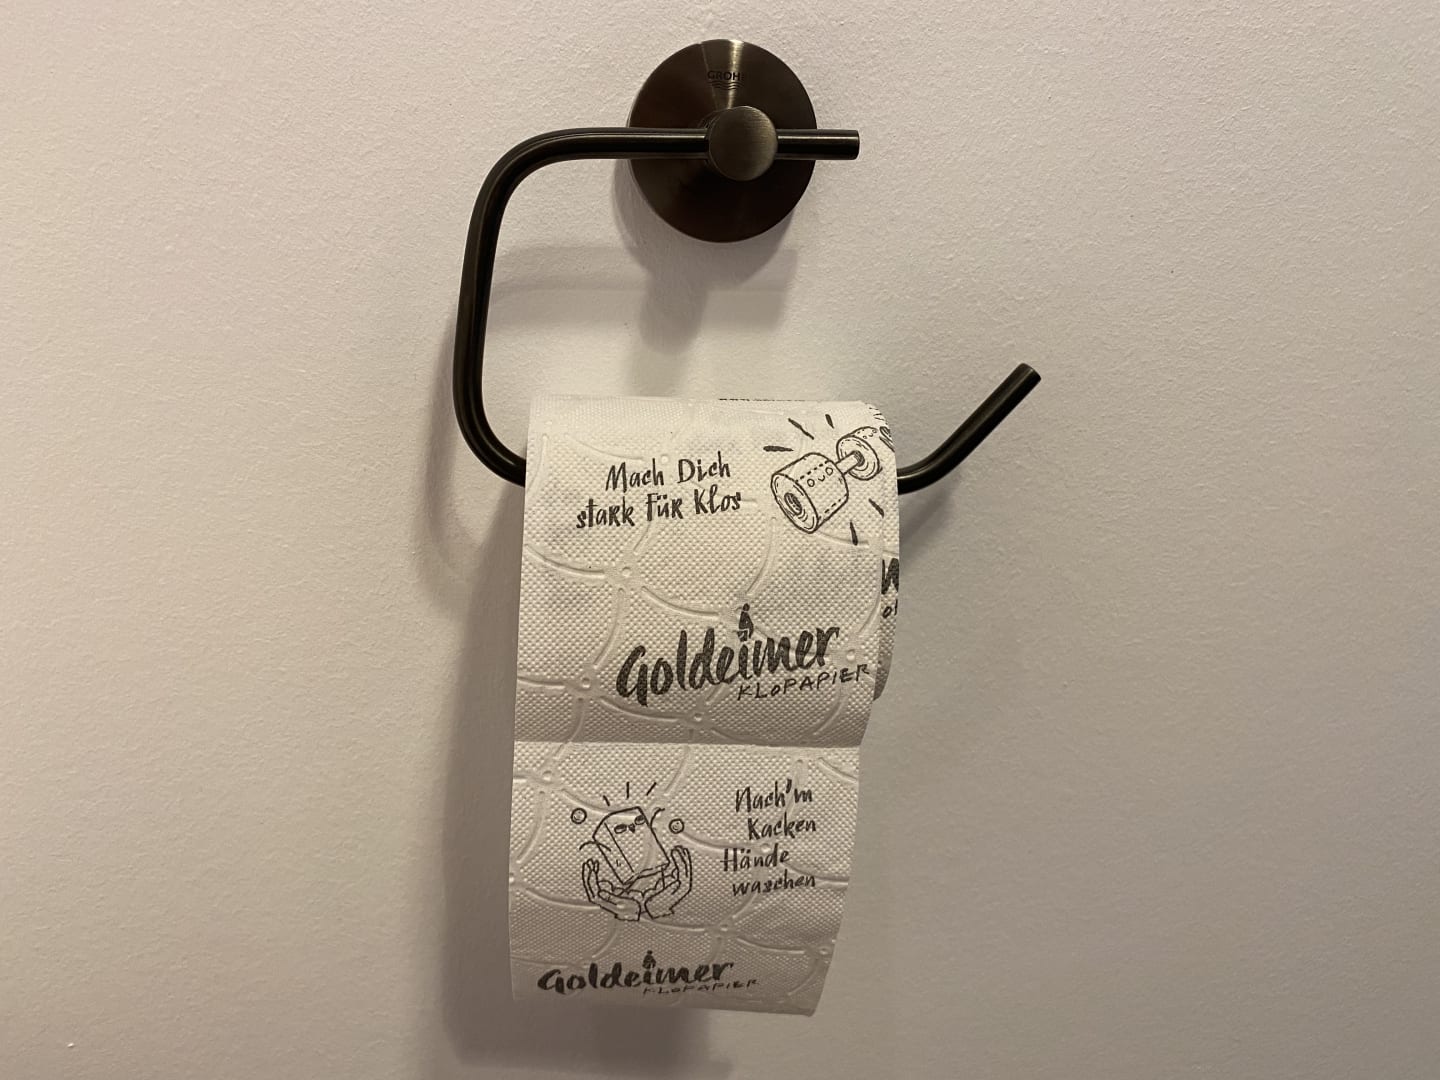 GROHE
Mach Dich
stark für Klos
Goldeimer
KLOPAPIER
Nach'm
Kacken
Hände
waschen
Goldeimer
KLOPAPIER